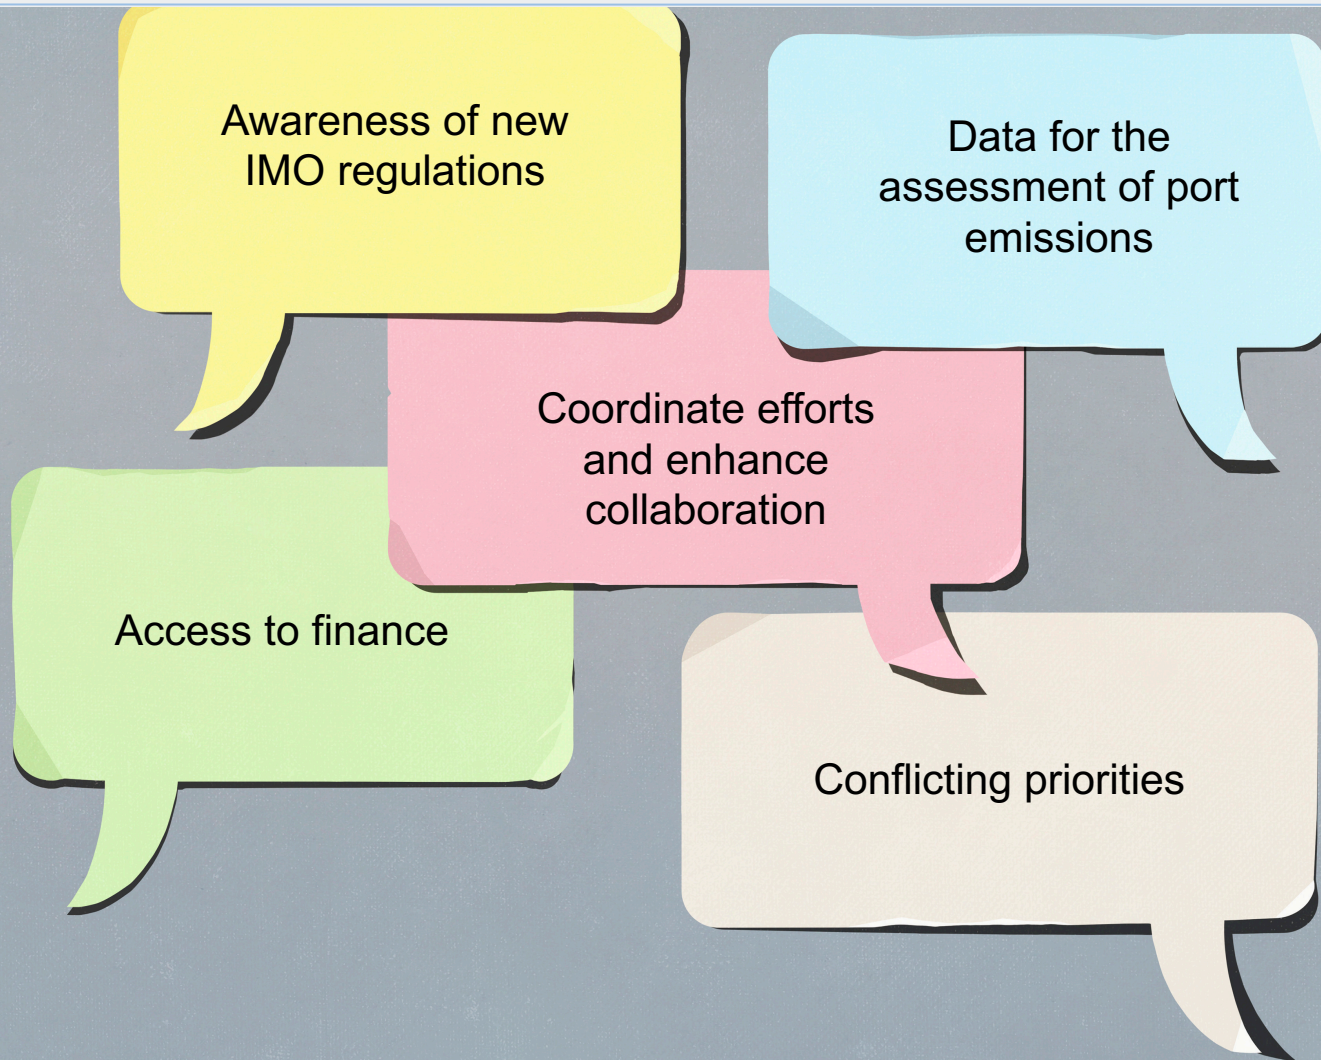 Awareness of new
IMO regulations
Data for the
assessment of port
emissions
Coordinate efforts
and enhance
collaboration
Access to finance
Conflicting priorities